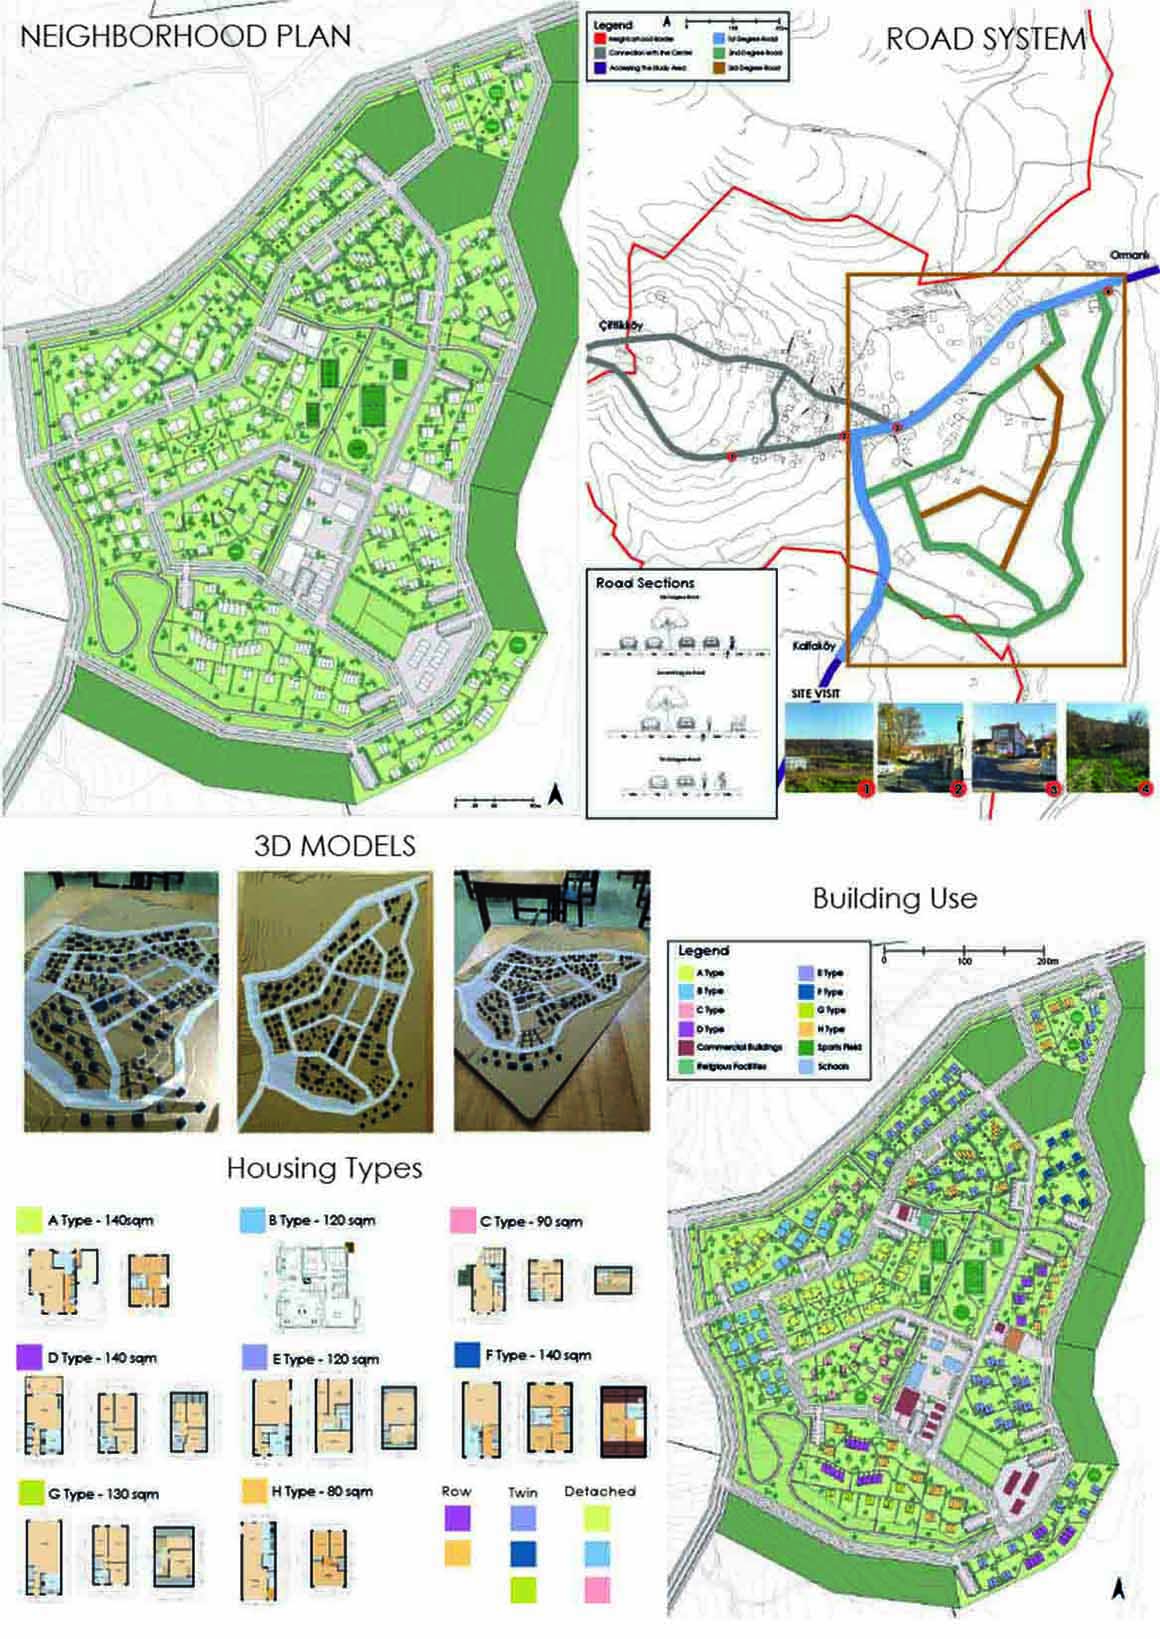 NEIGHBORHOOD PLAN
Legend
Neighborhood Border
Connection with the Center
Accessing the Study Area
1st Degree Road
2nd Degree Road
3rd Degree Road
ROAD SYSTEM
Ormanlı
Çiftlikköy
Kalfaköy
Road Sections
SITE VISIT
1
2
3
4
3D MODELS
Building Use
Legend
A Type
B Type
C Type
D Type
Commercial Buildings
Religious Facilities
E Type
F Type
G Type
H Type
Sports Field
Schools
0 100 200m
Housing Types
A Type - 140sqm
B Type - 120 sqm
C Type - 90 sqm
D Type - 140 sqm
E Type - 120 sqm
F Type - 140 sqm
G Type - 130 sqm
H Type - 80 sqm
Row
Twin
Detached